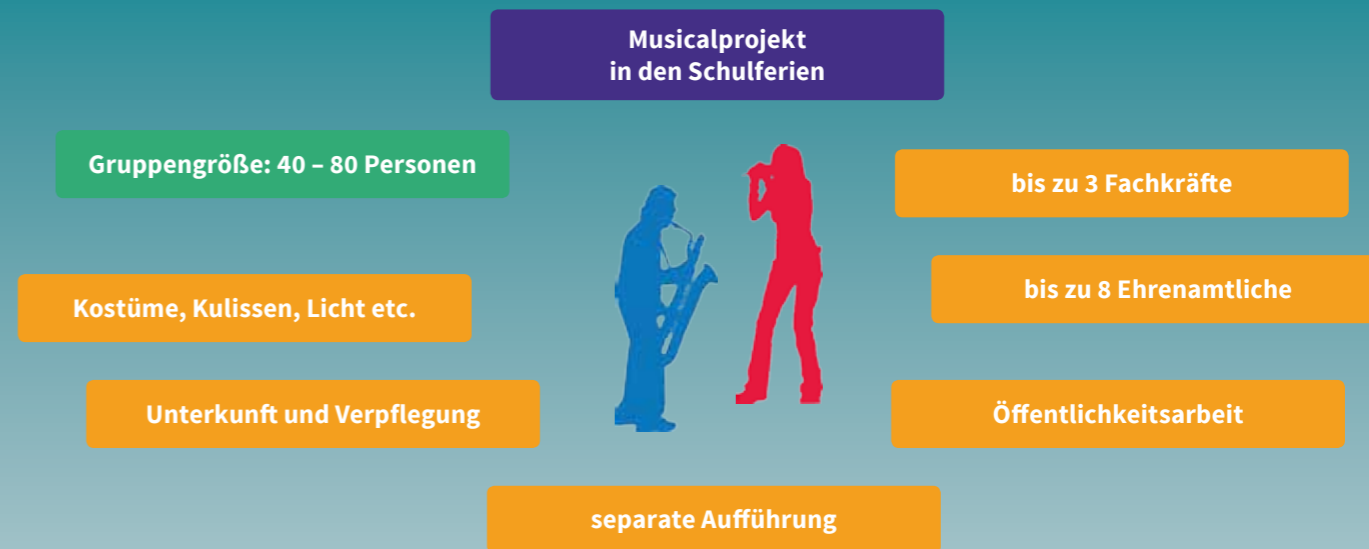 Musicalprojekt
in den Schulferien
Gruppengröße: 40 – 80 Personen
bis zu 3 Fachkräfte
Kostüme, Kulissen, Licht etc.
bis zu 8 Ehrenamtliche
Unterkunft und Verpflegung
Öffentlichkeitsarbeit
separate Aufführung